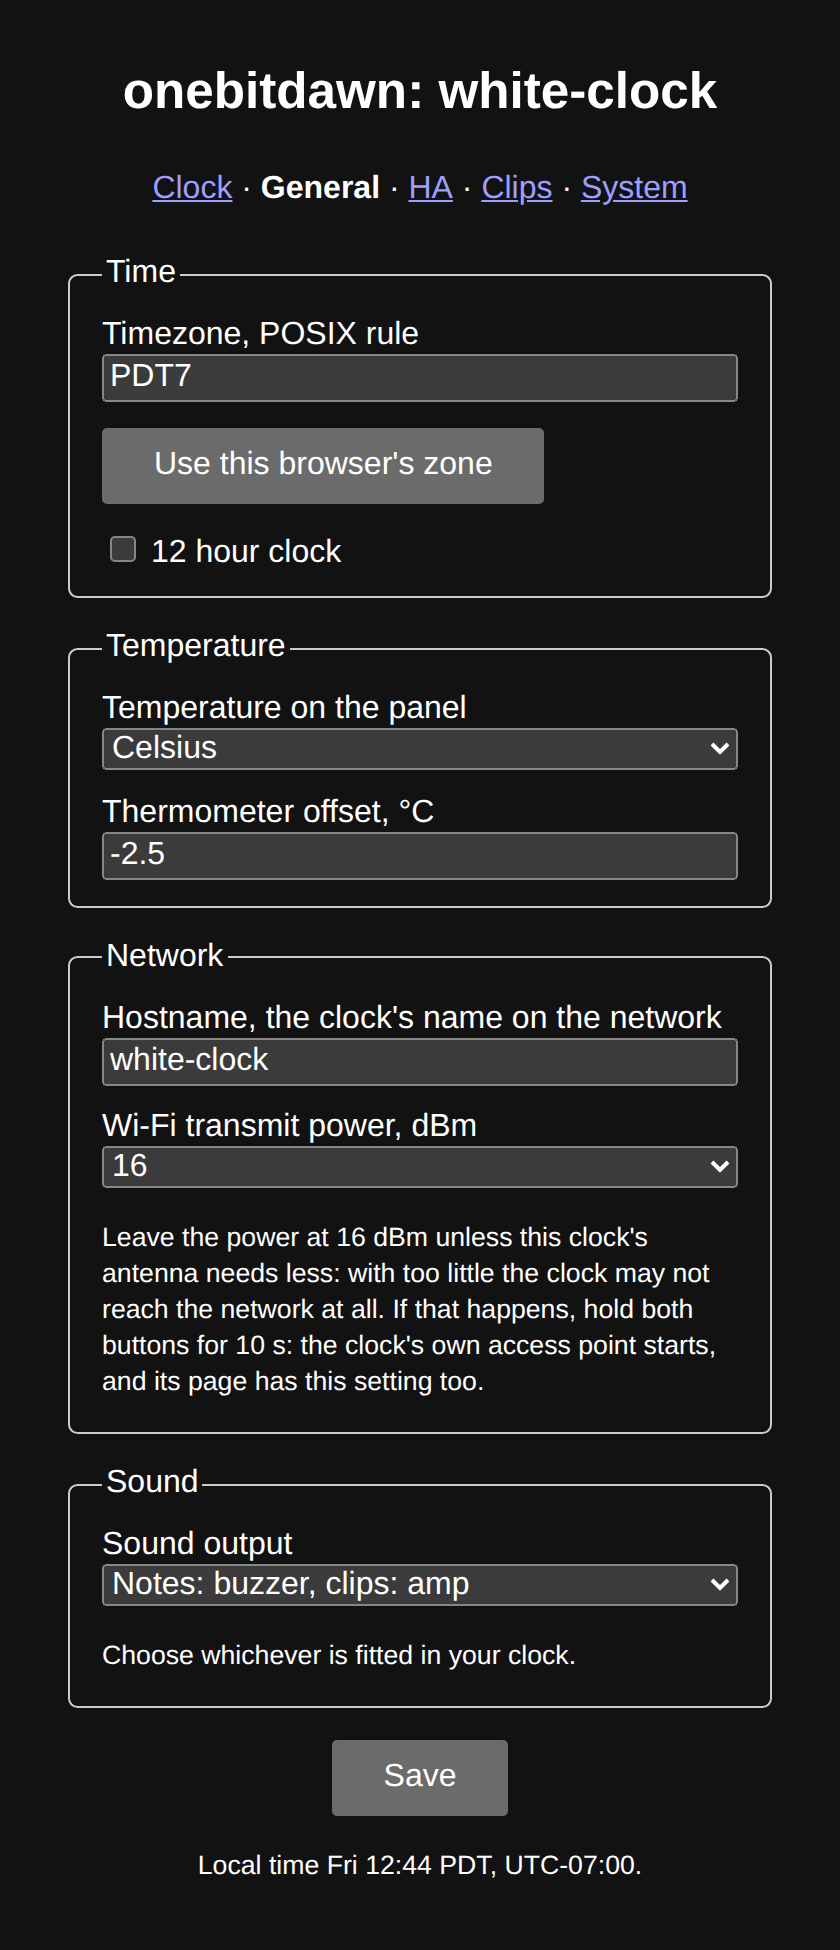 onebitdawn: white-clock
Clock · General · HA · Clips · System
Time
Timezone, POSIX rule
PDT7
Use this browser's zone
12 hour clock
Temperature
Temperature on the panel
Celsius
Thermometer offset, °C
-2.5
Network
Hostname, the clock's name on the network
white-clock
Wi-Fi transmit power, dBm
16
Leave the power at 16 dBm unless this clock's
antenna needs less: with too little the clock may not
reach the network at all. If that happens, hold both
buttons for 10 s: the clock's own access point starts,
and its page has this setting too.
Sound
Sound output
Notes: buzzer, clips: amp
Choose whichever is fitted in your clock.
Save
Local time Fri 12:44 PDT, UTC-07:00.